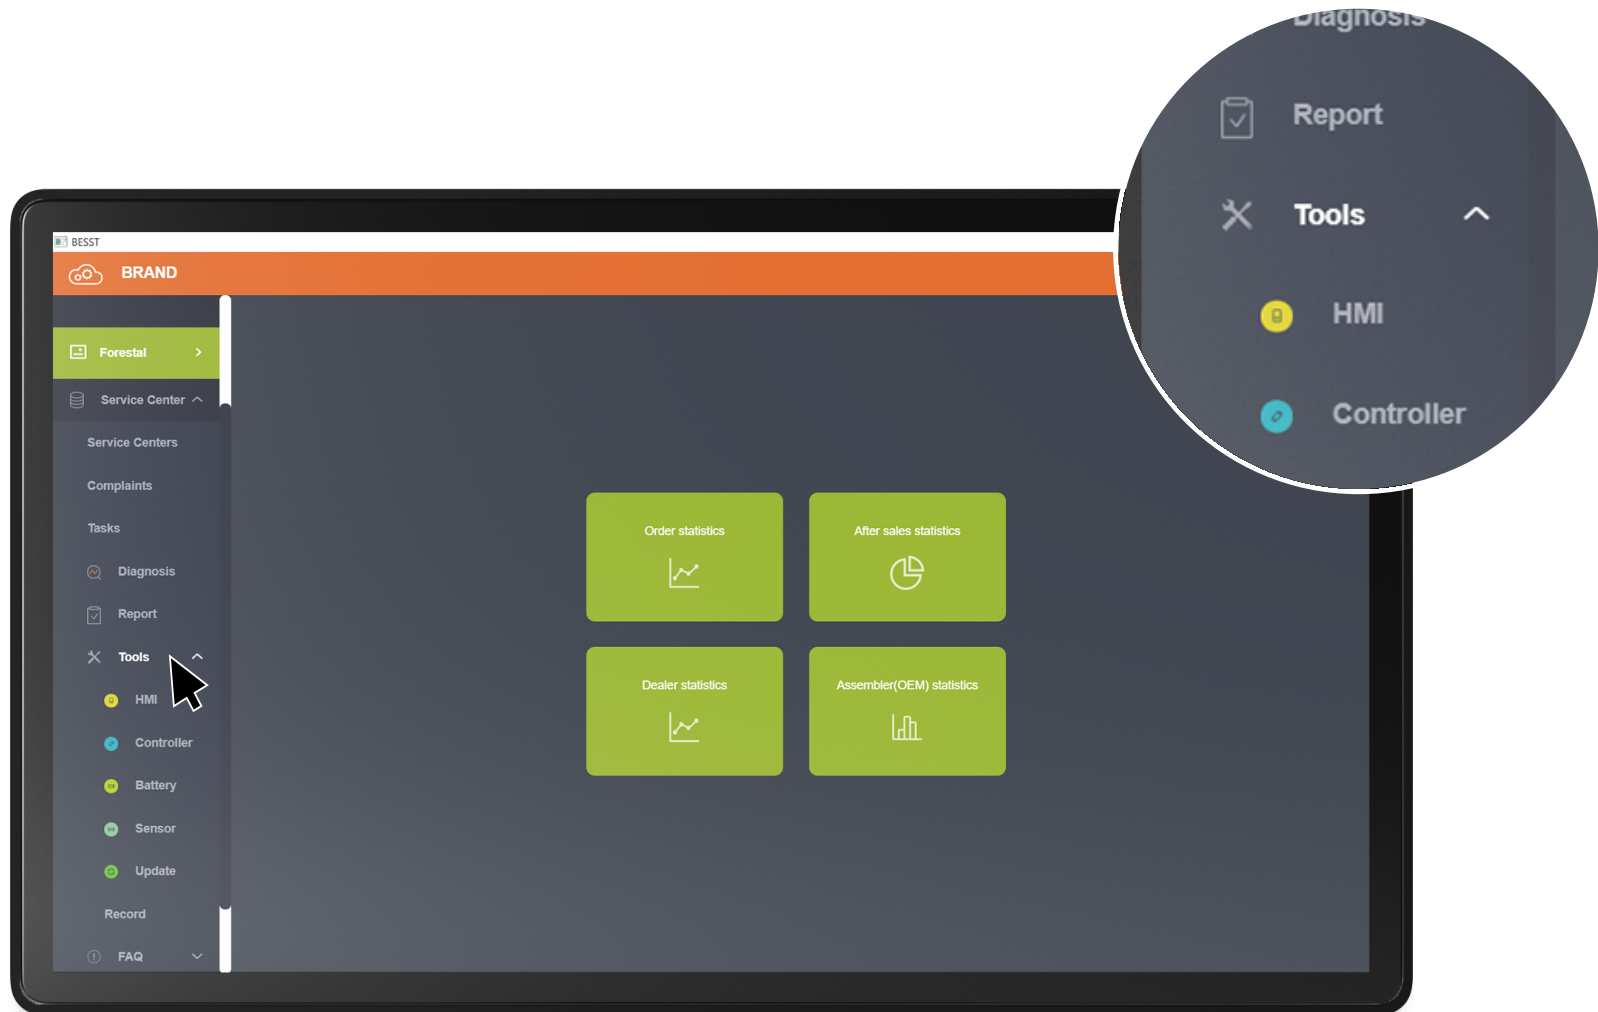 BESST
BRAND
Forestal
Service Center
Service Centers
Complaints
Tasks
Diagnosis
Report
Tools
HMI
Controller
Battery
Sensor
Update
Record
FAQ
Order statistics
After sales statistics
Dealer statistics
Assembler(OEM) statistics
Diagnosis
Report
Tools
HMI
Controller